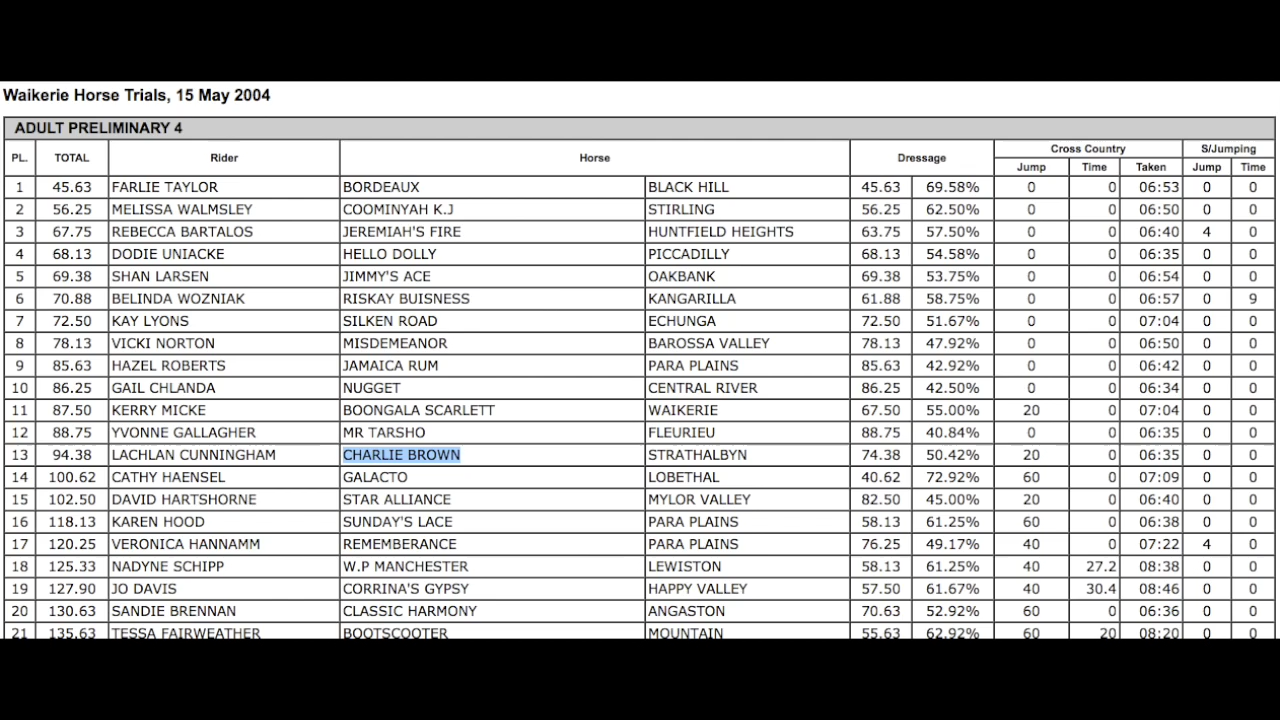 Waikerie Horse Trials, 15 May 2004
ADULT PRELIMINARY 4
PL. TOTAL Rider Horse Dressage Cross Country S/Jumping
Jump Time Taken Jump Time
1 45.63 FARLIE TAYLOR BORDEAUX BLACK HILL 45.63 69.58% 0 0 06:53 0 0
2 56.25 MELISSA WALMSLEY COOMINYAH K.J STIRLING 56.25 62.50% 0 0 06:50 0 0
3 67.75 REBECCA BARTALOS JEREMIAH'S FIRE HUNTFIELD HEIGHTS 63.75 57.50% 0 0 06:40 4 0
4 68.13 DODIE UNIACKE HELLO DOLLY PICCADILLY 68.13 54.58% 0 0 06:35 0 0
5 69.38 SHAN LARSEN JIMMY'S ACE OAKBANK 69.38 53.75% 0 0 06:54 0 0
6 70.88 BELINDA WOZNIAK RISKAY BUISNESS KANGARILLA 61.88 58.75% 0 0 06:57 0 9
7 72.50 KAY LYONS SILKEN ROAD ECHUNGA 72.50 51.67% 0 0 07:04 0 0
8 78.13 VICKI NORTON MISDEMEANOR BAROSSA VALLEY 78.13 47.92% 0 0 06:50 0 0
9 85.63 HAZEL ROBERTS JAMAICA RUM PARA PLAINS 85.63 42.92% 0 0 06:42 0 0
10 86.25 GAIL CHLANDA NUGGET CENTRAL RIVER 86.25 42.50% 0 0 06:34 0 0
11 87.50 KERRY MICKE BOONGALA SCARLETT WAIKERIE 67.50 55.00% 20 0 07:04 0 0
12 88.75 YVONNE GALLAGHER MR TARSHO FLEURIEU 88.75 40.84% 0 0 06:35 0 0
13 94.38 LACHLAN CUNNINGHAM CHARLIE BROWN STRATHALBYN 74.38 50.42% 20 0 06:35 0 0
14 100.62 CATHY HAENSEL GALACTO LOBETHAL 40.62 72.92% 60 0 07:09 0 0
15 102.50 DAVID HARTSHORNE STAR ALLIANCE MYLOR VALLEY 82.50 45.00% 20 0 06:40 0 0
16 118.13 KAREN HOOD SUNDAY'S LACE PARA PLAINS 58.13 61.25% 60 0 06:38 0 0
17 120.25 VERONICA HANNAMM REMEMBERANCE PARA PLAINS 76.25 49.17% 40 0 07:22 4 0
18 125.33 NADYNE SCHIPP W.P MANCHESTER LEWISTON 58.13 61.25% 40 27.2 08:38 0 0
19 127.90 JO DAVIS CORRINA'S GYPSY HAPPY VALLEY 57.50 61.67% 40 30.4 08:46 0 0
20 130.63 SANDIE BRENNAN CLASSIC HARMONY ANGASTON 70.63 52.92% 60 0 06:36 0 0
21 135.63 TESSA FAIRWEATHER BOOTSCOOTER MOUNTAIN 55.63 62.92% 60 20 08:20 0 0